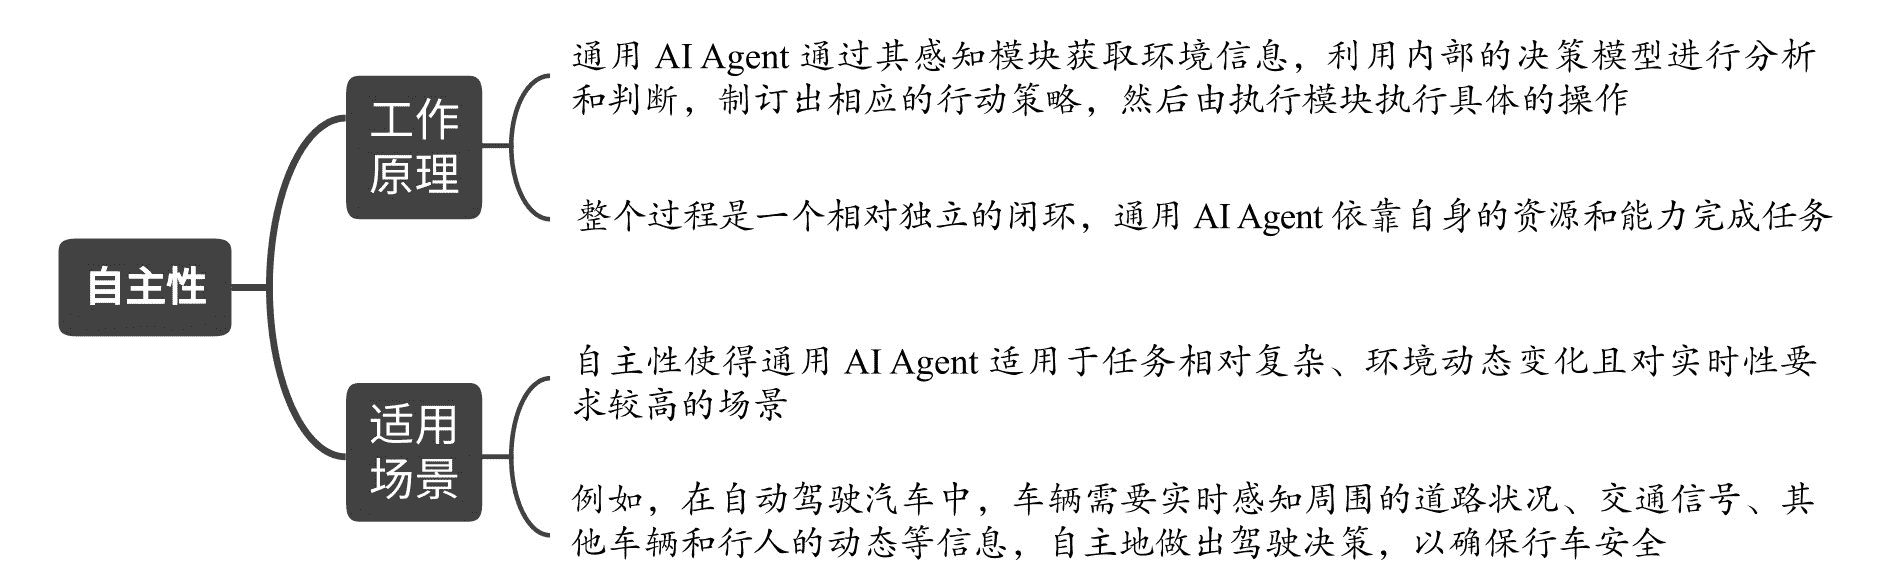 自主性
工作
原理
通用 AI Agent 通过其感知模块获取环境信息，利用内部的决策模型进行分析
和判断，制订出相应的行动策略，然后由执行模块执行具体的操作
整个过程是一个相对独立的闭环，通用 AI Agent 依靠自身的资源和能力完成任务
适用
场景
自主性使得通用 AI Agent 适用于任务相对复杂、环境动态变化且对实时性要
求较高的场景
例如，在自动驾驶汽车中，车辆需要实时感知周围的道路状况、交通信号、其
他车辆和行人的动态等信息，自主地做出驾驶决策，以确保行车安全